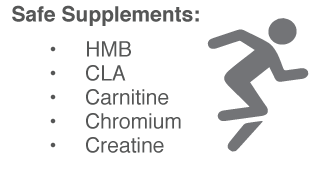 Safe Supplements:
• HMB
• CLA
• Carnitine
• Chromium
• Creatine